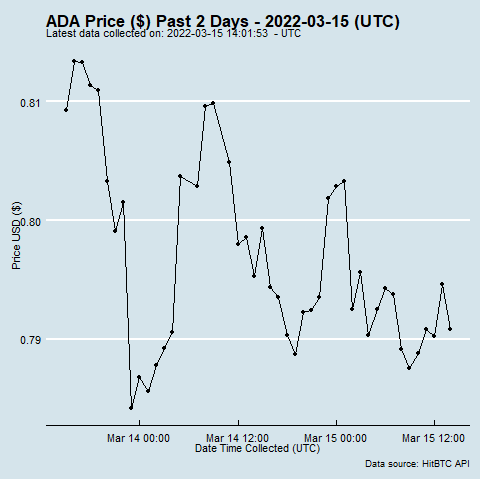 ADA Price ($) Past 2 Days - 2022-03-15 (UTC)
Latest data collected on: 2022-03-15 14:01:53 - UTC
0.81
0.80
0.79
Price USD ($)
Mar 14 00:00 Mar 14 12:00 Mar 15 00:00 Mar 15 12:00
Date Time Collected (UTC)
Data source: HitBTC API